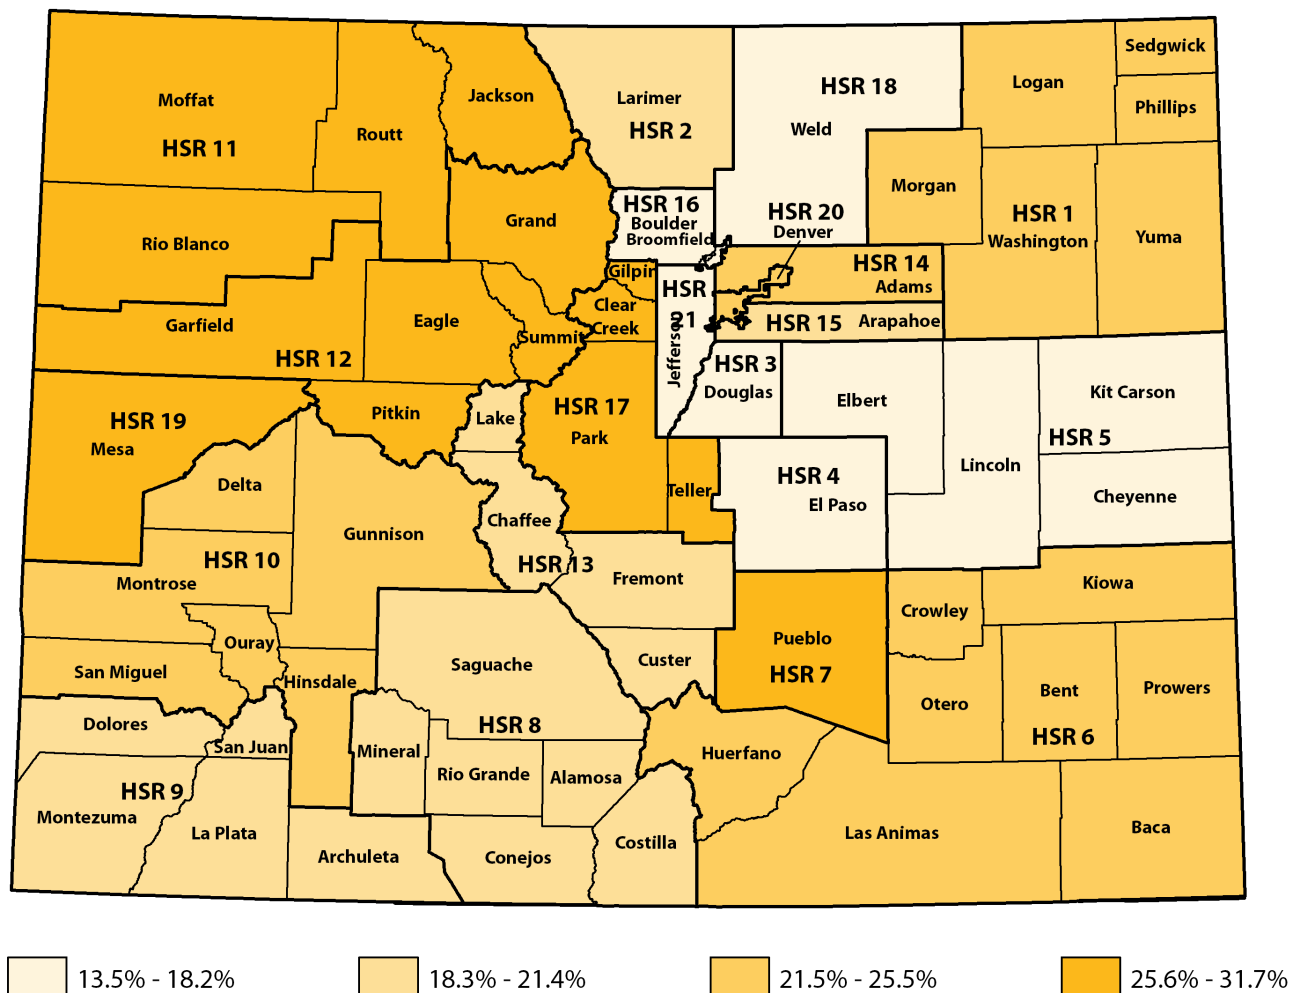 Sedgwick
Logan
HSR 18
Jackson
Larimer
Moffat
Phillips
HSR 2
Weld
Routt
HSR 11
Morgan
HSR 16
HSR 20
HSR 1
Grand
Boulder
Denver
Broomfield
Washington
Yuma
Rio Blanco
HSR 14
Gilpin
Adams
HSR
21
Clear
Creek
Eagle
Garfield
HSR 15
Arapahoe
Summit
HSR 12
Jefferson
HSR 3
Douglas
Kit Carson
Elbert
HSR 17
Pitkin
Lake
HSR 19
Park
HSR 5
Mesa
Lincoln
HSR 4
Delta
Teller
Cheyenne
El Paso
Chaffee
Gunnison
HSR 10
HSR 13
Montrose
Fremont
Kiowa
Crowley
Ouray
Pueblo
Custer
Saguache
San Miguel
HSR 7
Hinsdale
Bent
Prowers
Otero
Dolores
HSR 8
HSR 6
San Juan
Mineral
Huerfano
Rio Grande
Alamosa
HSR 9
Montezuma
La Plata
Las Animas
Baca
Costilla
Archuleta
Conejos
13.5% - 18.2%
18.3% - 21.4%
21.5% - 25.5%
25.6% - 31.7%